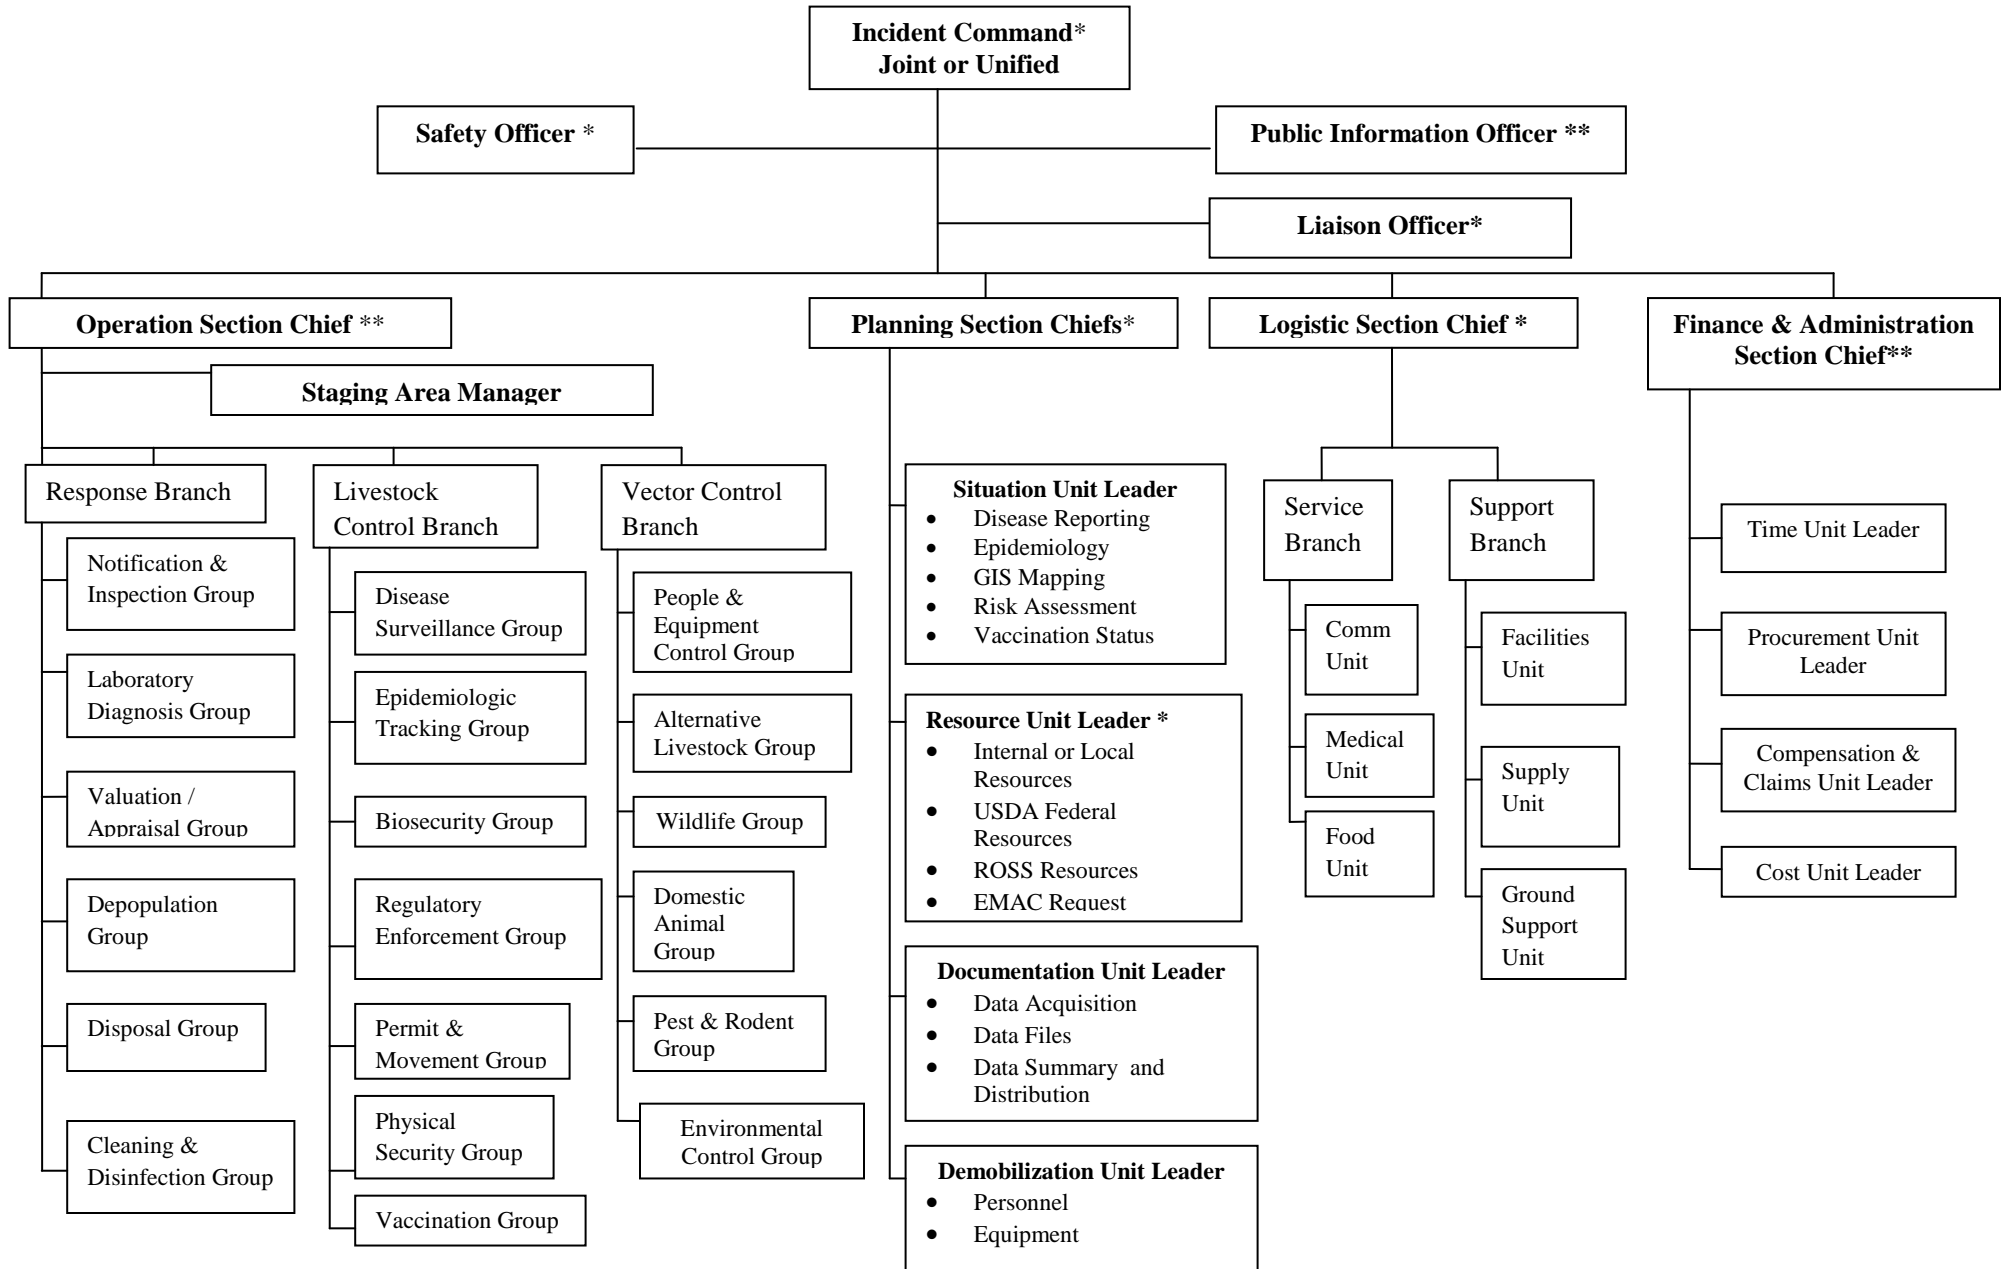 Incident Command*
Joint or Unified
Safety Officer *
Public Information Officer **
Liaison Officer*
Operation Section Chief **
Planning Section Chiefs*
Logistic Section Chief *
Finance & Administration
Section Chief**
Staging Area Manager
Response Branch
Notification &
Inspection Group
Laboratory
Diagnosis Group
Valuation /
Appraisal Group
Depopulation
Group
Disposal Group
Cleaning &
Disinfection Group
Livestock
Control Branch
Disease
Surveillance Group
Epidemiologic
Tracking Group
Biosecurity Group
Regulatory
Enforcement Group
Permit &
Movement Group
Physical
Security Group
Vaccination Group
Vector Control
Branch
People &
Equipment
Control Group
Alternative
Livestock Group
Wildlife Group
Domestic
Animal
Group
Pest & Rodent
Group
Environmental
Control Group
Situation Unit Leader
• Disease Reporting
• Epidemiology
• GIS Mapping
• Risk Assessment
• Vaccination Status
Resource Unit Leader *
• Internal or Local
Resources
• USDA Federal
Resources
• ROSS Resources
• EMAC Request
Documentation Unit Leader
• Data Acquisition
• Data Files
• Data Summary and
Distribution
Demobilization Unit Leader
• Personnel
• Equipment
Service
Branch
Comm
Unit
Medical
Unit
Food
Unit
Support
Branch
Facilities
Unit
Supply
Unit
Ground
Support
Unit
Time Unit Leader
Procurement Unit
Leader
Compensation &
Claims Unit Leader
Cost Unit Leader